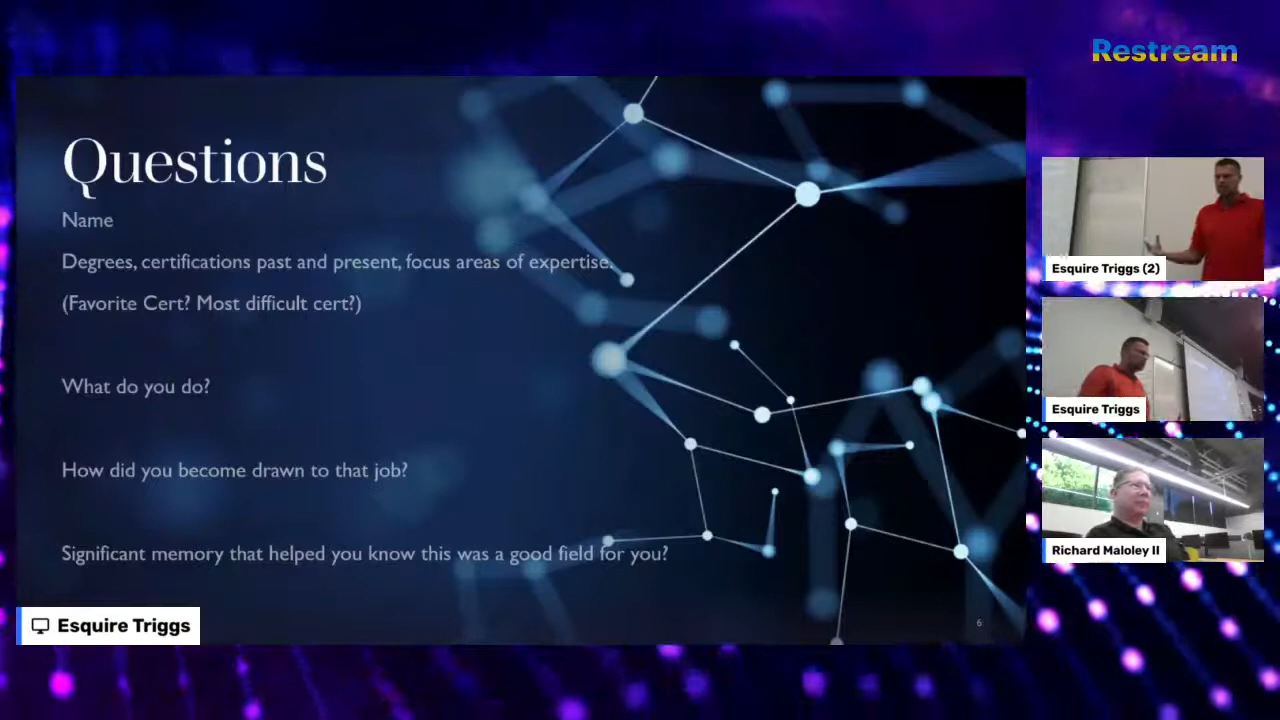 Restream
Questions
Name
Degrees, certifications past and present, focus areas of expertise.
(Favorite Cert? Most difficult cert?)
What do you do?
How did you become drawn to that job?
Significant memory that helped you know this was a good field for you?
6
Esquire Triggs
Esquire Triggs (2)
Esquire Triggs
Richard Maloley II